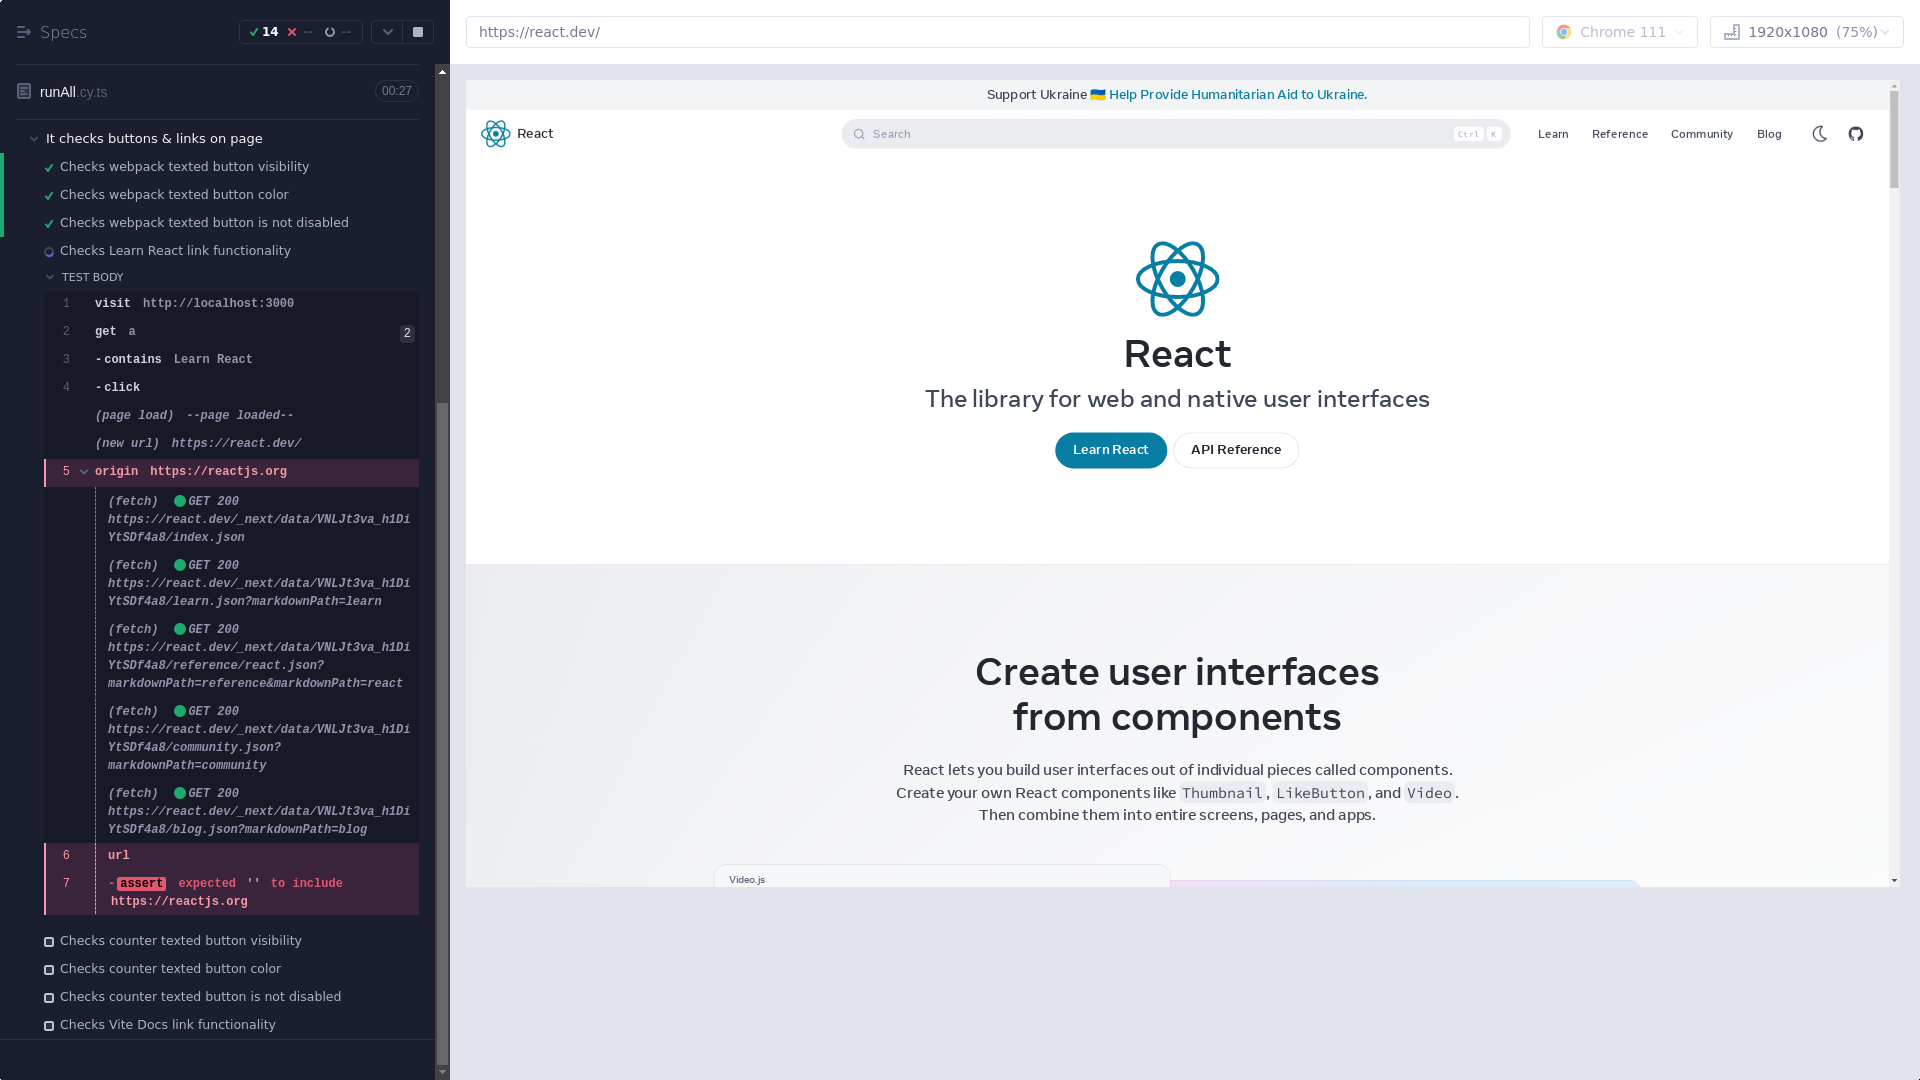 Specs
14
--
--
runAll.cy.ts
00:27
It checks buttons & links on page
Checks webpack texted button visibility
Checks webpack texted button color
Checks webpack texted button is not disabled
Checks Learn React link functionality
TEST BODY
1 visit http://localhost:3000
2 get a 2
3 -contains Learn React
4 -click
(page load) --page loaded--
(new url) https://react.dev/
5 origin https://reactjs.org
(fetch) GET 200
https://react.dev/_next/data/VNLJt3va_h1Di
YtSDf4a8/index.json
(fetch) GET 200
https://react.dev/_next/data/VNLJt3va_h1Di
YtSDf4a8/learn.json?markdownPath=learn
(fetch) GET 200
https://react.dev/_next/data/VNLJt3va_h1Di
YtSDf4a8/reference/react.json?
markdownPath=reference&markdownPath=react
(fetch) GET 200
https://react.dev/_next/data/VNLJt3va_h1Di
YtSDf4a8/community.json?
markdownPath=community
(fetch) GET 200
https://react.dev/_next/data/VNLJt3va_h1Di
YtSDf4a8/blog.json?markdownPath=blog
6 url
7 -assert expected '' to include
https://reactjs.org
Checks counter texted button visibility
Checks counter texted button color
Checks counter texted button is not disabled
Checks Vite Docs link functionality
https://react.dev/
Chrome 111
1920x1080 (75%)
Support Ukraine 🇺🇦 Help Provide Humanitarian Aid to Ukraine.
React
Search
Ctrl K
Learn Reference Community Blog
React
The library for web and native user interfaces
Learn React
API Reference
Create user interfaces
from components
React lets you build user interfaces out of individual pieces called components.
Create your own React components like Thumbnail, LikeButton, and Video.
Then combine them into entire screens, pages, and apps.
Video.js